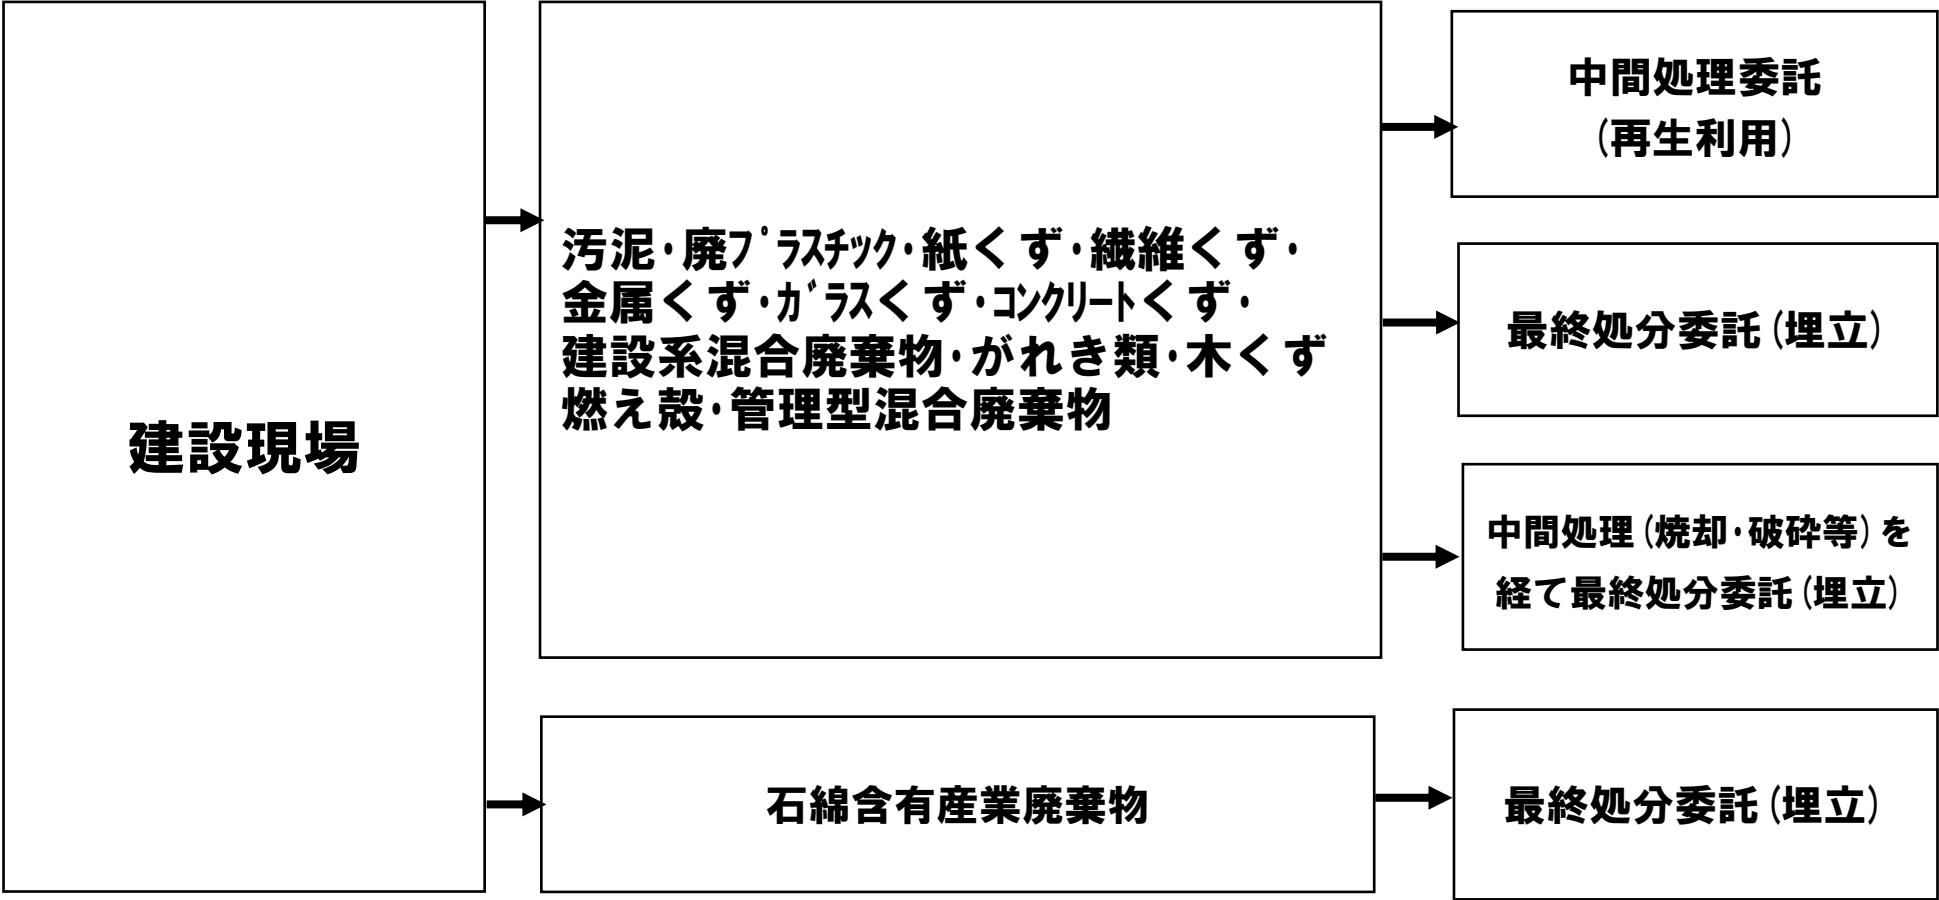 建設現場
汚泥・廃ﾌﾟﾗｽﾁｯｸ・紙くず・繊維くず・
金属くず・ｶﾞﾗｽくず・ｺﾝｸﾘｰﾄくず・
建設系混合廃棄物・がれき類・木くず
燃え殻・管理型混合廃棄物
中間処理委託
(再生利用)
最終処分委託(埋立)
中間処理(焼却・破砕等)を
経て最終処分委託(埋立)
石綿含有産業廃棄物
最終処分委託(埋立)